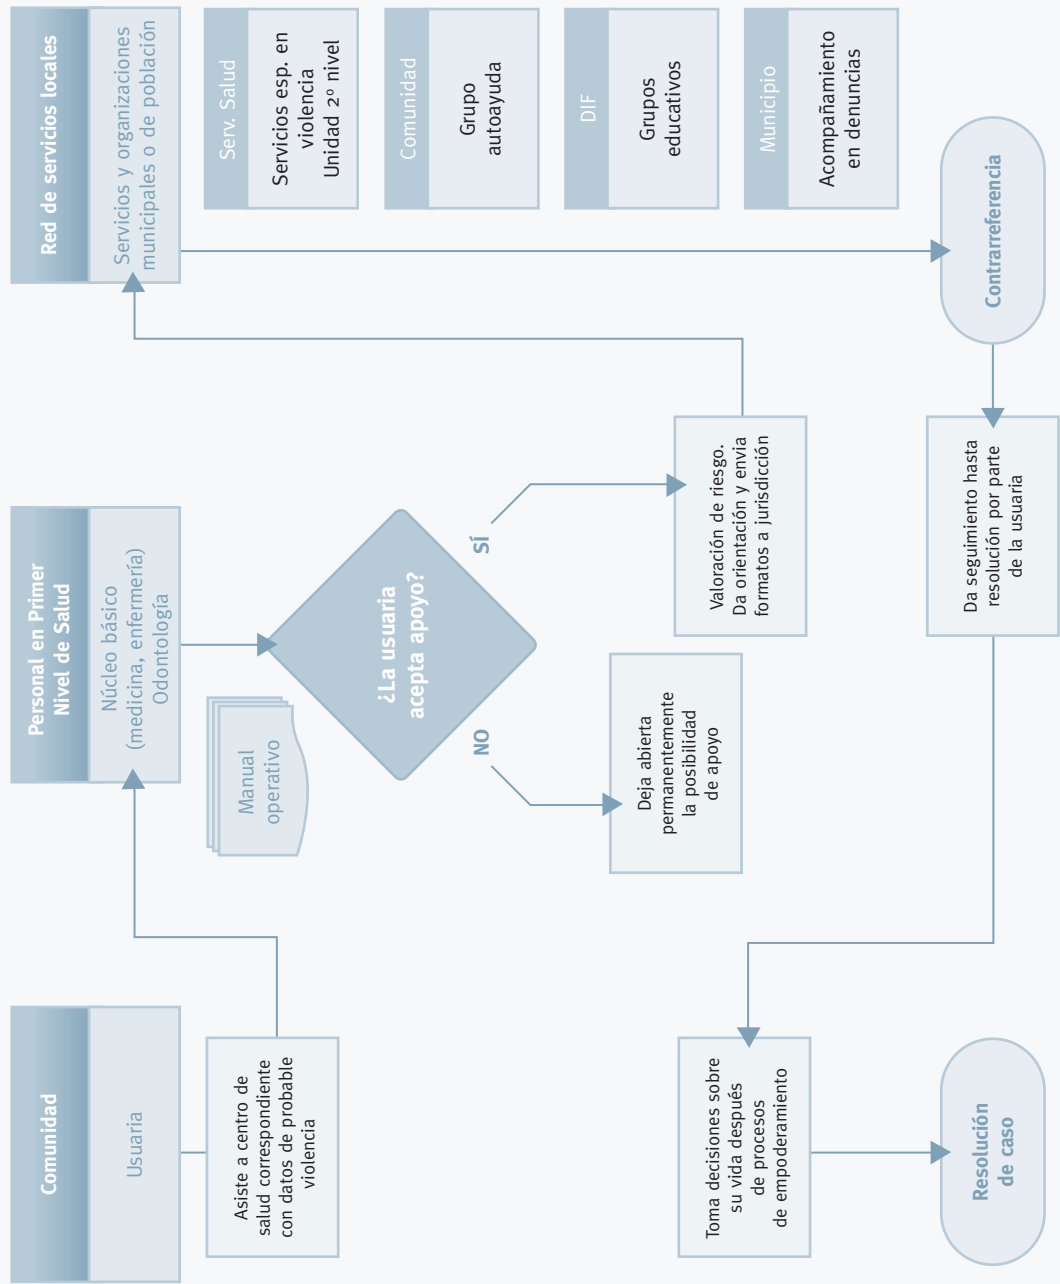 Comunidad
Usuaria
Asiste a centro de
salud correspondiente
con datos de probable
violencia
Personal en Primer
Nivel de Salud
Núcleo básico
(medicina, enfermería)
Odontología
Manual
operativo
¿La usuaria
acepta apoyo?
NO
SÍ
Deja abierta
permanentemente
la posibilidad
de apoyo
Valoración de riesgo.
Da orientación y envia
formatos a jurisdicción
Red de servicios locales
Servicios y organizaciones
municipales o de población
Serv. Salud
Servicios esp. en
violencia
Unidad 2º nivel
Comunidad
Grupo
autoayuda
DIF
Grupos
educativos
Municipio
Acompañamiento
en denuncias
Contrarreferencia
Da seguimiento hasta
resolución por parte
de la usuaria
Toma decisiones sobre
su vida después
de procesos
de empoderamiento
Resolución
de caso